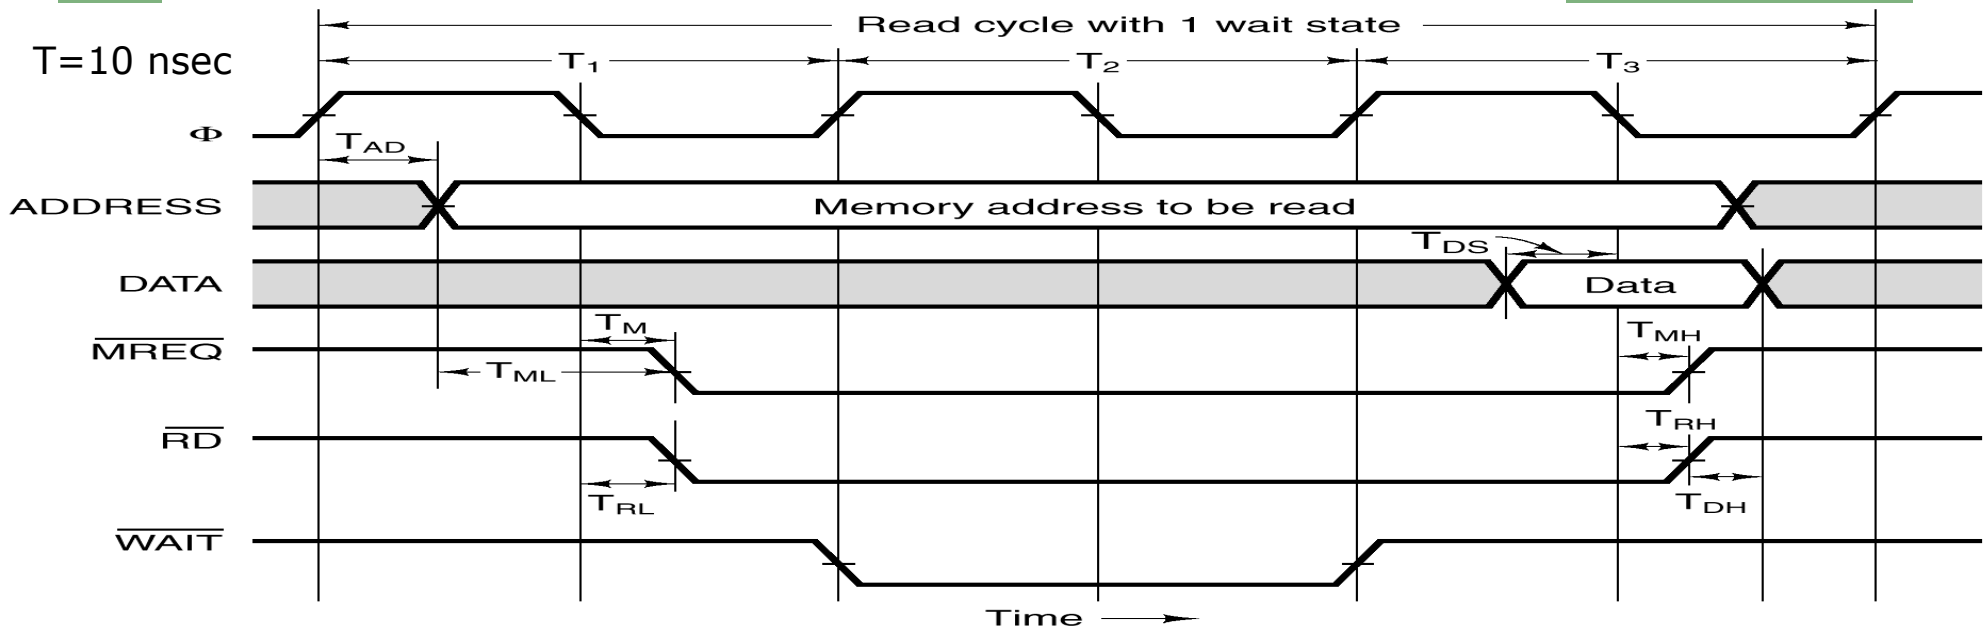 Read cycle with 1 wait state
T=10 nsec
T1 T2 T3
Φ
TAD
ADDRESS Memory address to be read
TDS
DATA Data
TM TMH
MREQ
TML
TRH
RD
TRL TDH
WAIT
Time